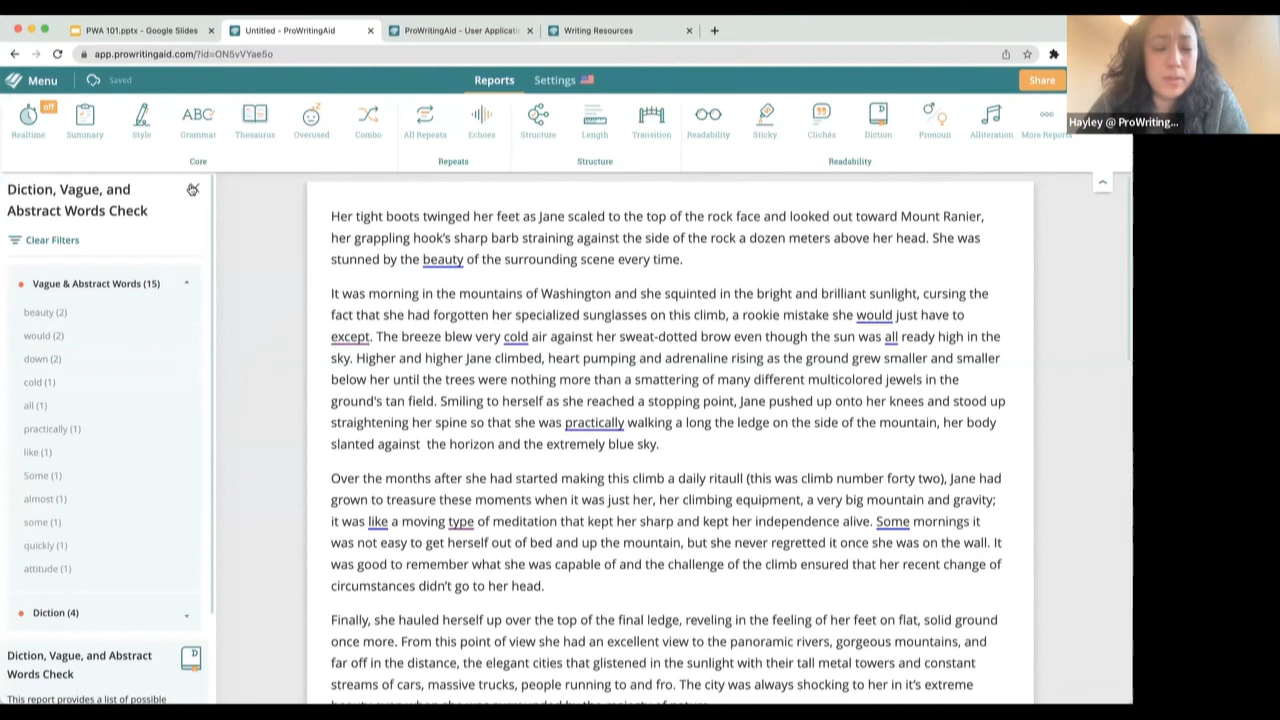 PWA 101.pptx - Google Slides
Untitled - ProWritingAid
ProWritingAid - User Applicati
Writing Resources
app.prowritingaid.com/?id=ON5vVYae5o
Menu
Saved
Reports
Settings
Share
off
Realtime
Summary
Style
ABC
Grammar
Thesaurus
Overused
Combo
All Repeats
Echoes
Structure
Length
Transition
Readability
Sticky
Clichés
Diction
Pronoun
Alliteration
More Reports
Core
Repeats
Structure
Readability
Hayley @ ProWriting...
Diction, Vague, and
Abstract Words Check
Clear Filters
Vague & Abstract Words (15)
beauty (2)
would (2)
down (2)
cold (1)
all (1)
practically (1)
like (1)
Some (1)
almost (1)
some (1)
quickly (1)
attitude (1)
Diction (4)
Diction, Vague, and Abstract
Words Check
This report provides a list of possible
Her tight boots twinged her feet as Jane scaled to the top of the rock face and looked out toward Mount Ranier,
her grappling hook's sharp barb straining against the side of the rock a dozen meters above her head. She was
stunned by the beauty of the surrounding scene every time.
It was morning in the mountains of Washington and she squinted in the bright and brilliant sunlight, cursing the
fact that she had forgotten her specialized sunglasses on this climb, a rookie mistake she would just have to
except. The breeze blew very cold air against her sweat-dotted brow even though the sun was all ready high in the
sky. Higher and higher Jane climbed, heart pumping and adrenaline rising as the ground grew smaller and smaller
below her until the trees were nothing more than a smattering of many different multicolored jewels in the
ground's tan field. Smiling to herself as she reached a stopping point, Jane pushed up onto her knees and stood up
straightening her spine so that she was practically walking a long the ledge on the side of the mountain, her body
slanted against the horizon and the extremely blue sky.
Over the months after she had started making this climb a daily ritaull (this was climb number forty two), Jane had
grown to treasure these moments when it was just her, her climbing equipment, a very big mountain and gravity;
it was like a moving type of meditation that kept her sharp and kept her independence alive. Some mornings it
was not easy to get herself out of bed and up the mountain, but she never regretted it once she was on the wall. It
was good to remember what she was capable of and the challenge of the climb ensured that her recent change of
circumstances didn't go to her head.
Finally, she hauled herself up over the top of the final ledge, reveling in the feeling of her feet on flat, solid ground
once more. From this point of view she had an excellent view to the panoramic rivers, gorgeous mountains, and
far off in the distance, the elegant cities that glistened in the sunlight with their tall metal towers and constant
streams of cars, massive trucks, people running to and fro. The city was always shocking to her in it's extreme